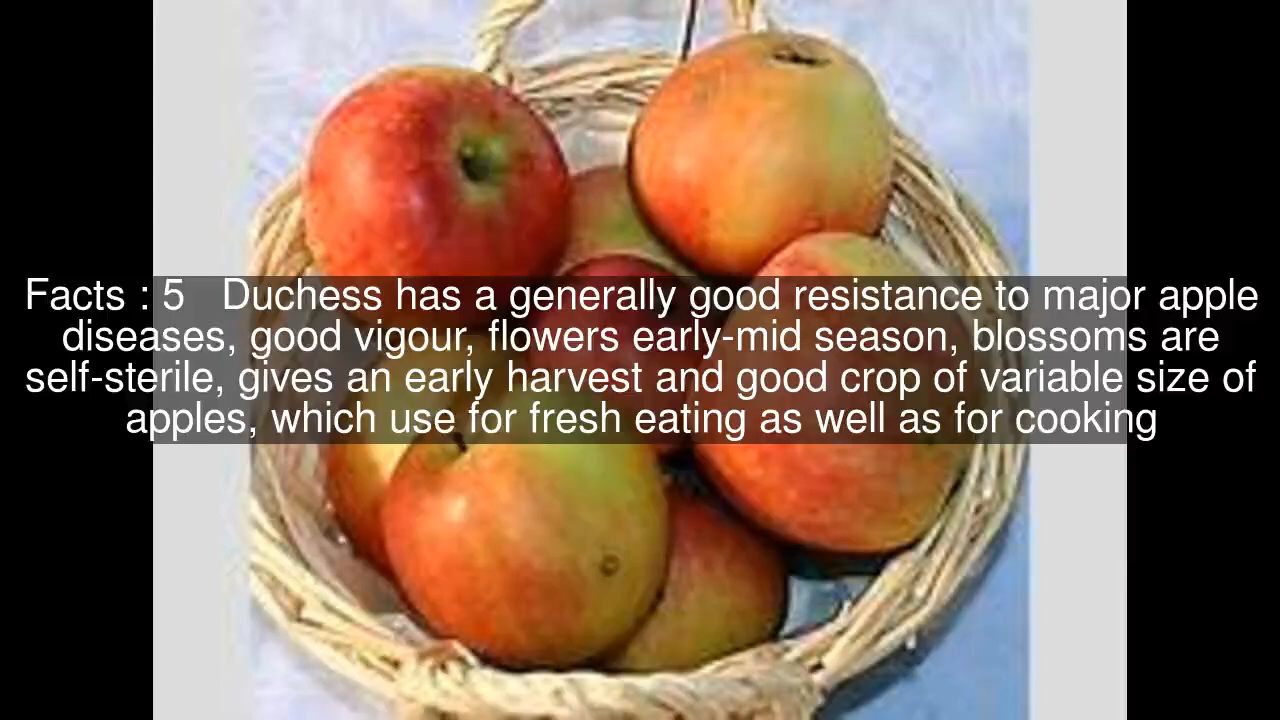 Facts : 5   Duchess has a generally good resistance to major apple
diseases, good vigour, flowers early-mid season, blossoms are
self-sterile, gives an early harvest and good crop of variable size of
apples, which use for fresh eating as well as for cooking